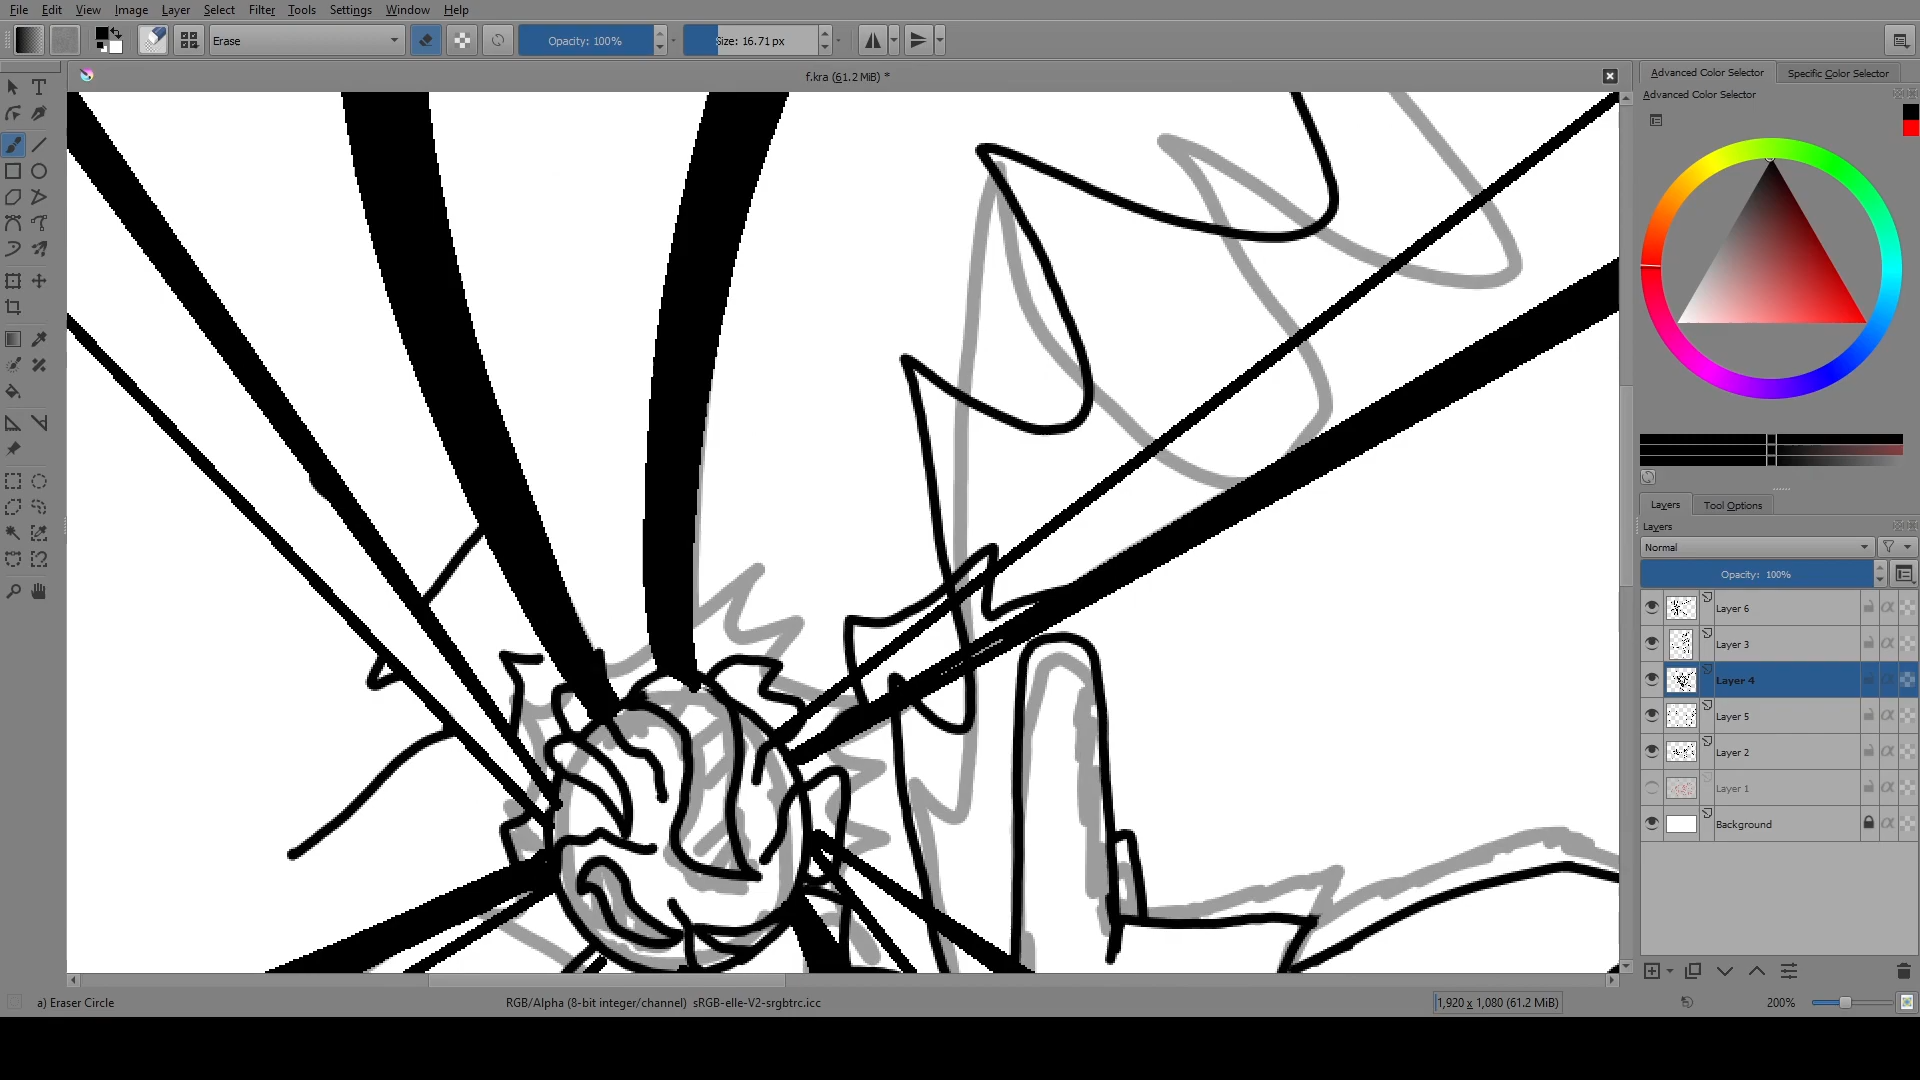 File Edit View Image Layer Select Filter Tools Settings Window Help
Erase
Opacity: 100%
Size: 16.71 px
f.kra (61.2 MiB) *
Advanced Color Selector
Specific Color Selector
Advanced Color Selector
Layers
Tool Options
Layers
Normal
Opacity: 100%
Layer 6
Layer 3
Layer 4
Layer 5
Layer 2
Layer 1
Background
a) Eraser Circle
RGB/Alpha (8-bit integer/channel) sRGB-elle-V2-srgbtrc.icc
1,920 x 1,080 (61.2 MiB)
200%